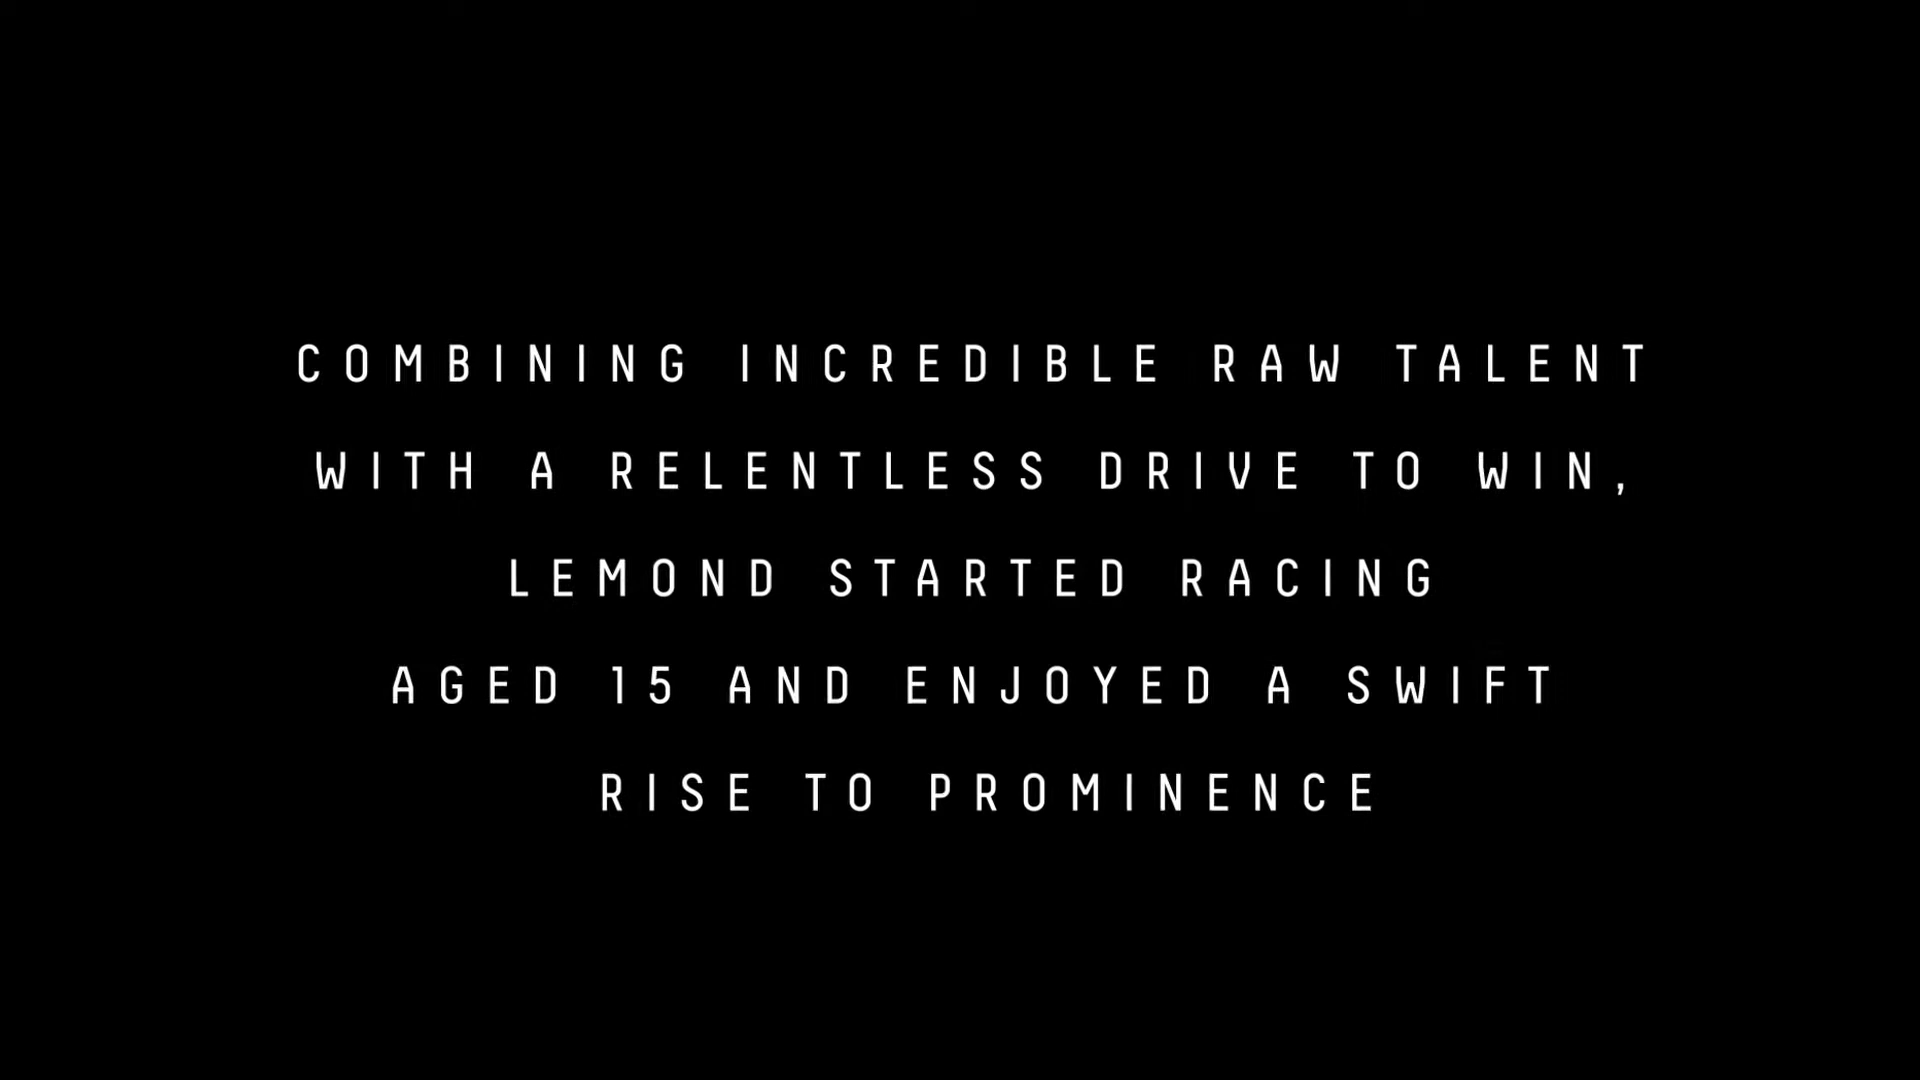 COMBINING INCREDIBLE RAW TALENT
WITH A RELENTLESS DRIVE TO WIN,
LEMOND STARTED RACING
AGED 15 AND ENJOYED A SWIFT
RISE TO PROMINENCE